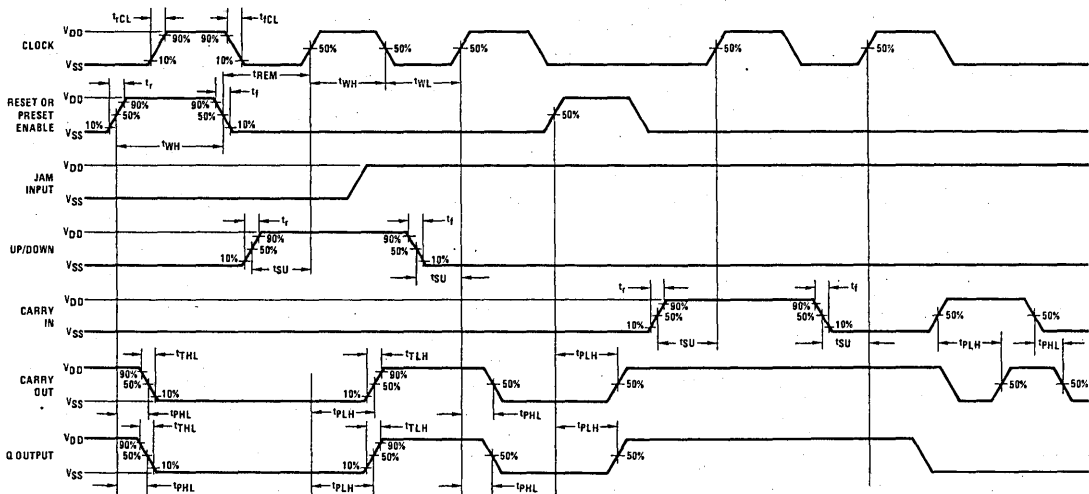 trCL tfCL
CLOCK VDD 90% 90% 50% 50% 50% 50% 50%
VSS 10% 10%
tr tREM tWH tWL
RESET OR PRESET ENABLE VDD 90% 90% tf
50% 50% 50%
VSS 10% 10%
tWH
JAM INPUT VDD
VSS
tr tf
UP/DOWN VDD 90% 90%
50% 50%
VSS 10% 10%
tSU tSU
tr tf
CARRY IN VDD 90% 90%
50% 50% 50% 50%
VSS 10% 10%
tTHL tTLH tPLH tSU tSU tPLH tPHL
CARRY OUT VDD 90% 90%
50% 50% 50% 50% 50% 50%
VSS 10% 10%
tPHL tPLH tPHL
tTHL tTLH tPLH
Q OUTPUT VDD 90% 90%
50% 50% 50% 50%
VSS 10% 10%
tPHL tPLH tPHL